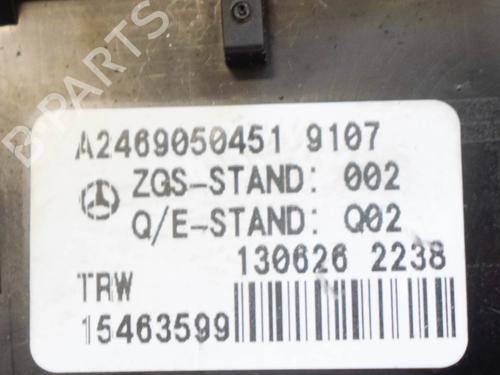 A2469050451 9107
ZGS-STAND: 002
Q/E-STAND: Q02
130626 2238
TRW
15463599
B-PARTS